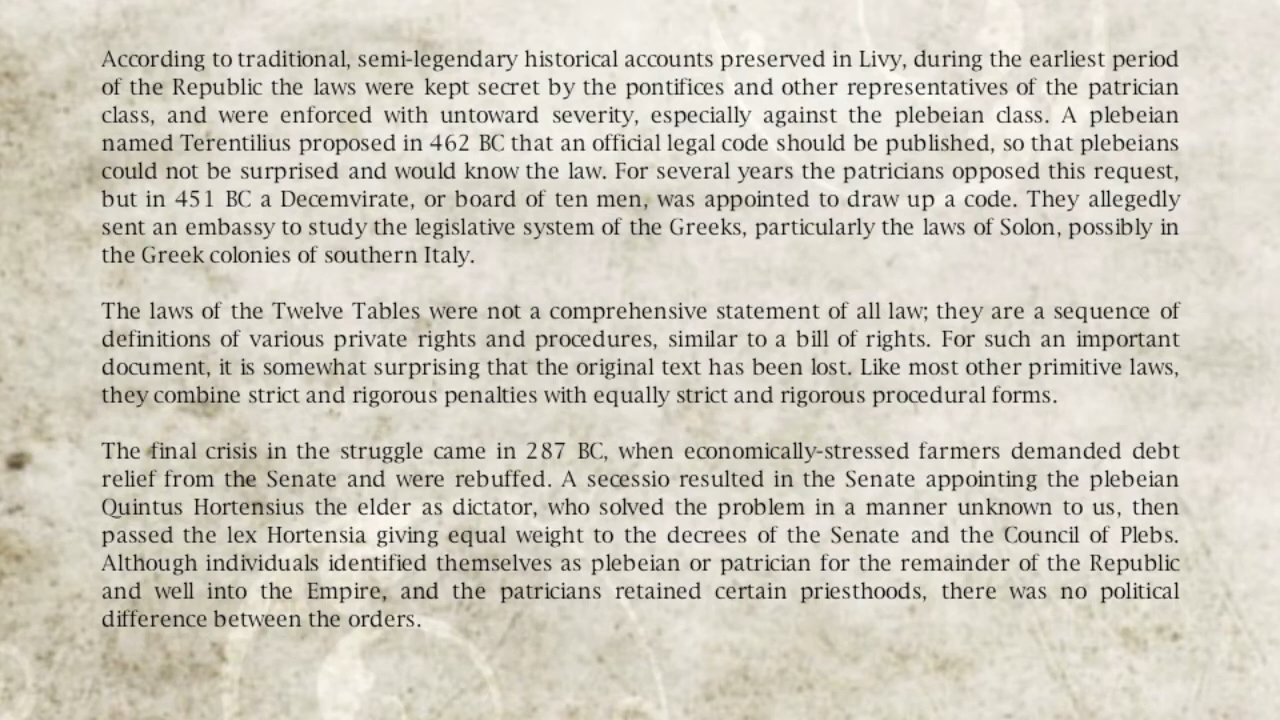 According to traditional, semi-legendary historical accounts preserved in Livy, during the earliest period
of the Republic the laws were kept secret by the pontifices and other representatives of the patrician
class, and were enforced with untoward severity, especially against the plebeian class. A plebeian
named Terentilius proposed in 462 BC that an official legal code should be published, so that plebeians
could not be surprised and would know the law. For several years the patricians opposed this request,
but in 451 BC a Decemvirate, or board of ten men, was appointed to draw up a code. They allegedly
sent an embassy to study the legislative system of the Greeks, particularly the laws of Solon, possibly in
the Greek colonies of southern Italy.
The laws of the Twelve Tables were not a comprehensive statement of all law; they are a sequence of
definitions of various private rights and procedures, similar to a bill of rights. For such an important
document, it is somewhat surprising that the original text has been lost. Like most other primitive laws,
they combine strict and rigorous penalties with equally strict and rigorous procedural forms.
The final crisis in the struggle came in 287 BC, when economically-stressed farmers demanded debt
relief from the Senate and were rebuffed. A secessio resulted in the Senate appointing the plebeian
Quintus Hortensius the elder as dictator, who solved the problem in a manner unknown to us, then
passed the lex Hortensia giving equal weight to the decrees of the Senate and the Council of Plebs.
Although individuals identified themselves as plebeian or patrician for the remainder of the Republic
and well into the Empire, and the patricians retained certain priesthoods, there was no political
difference between the orders.